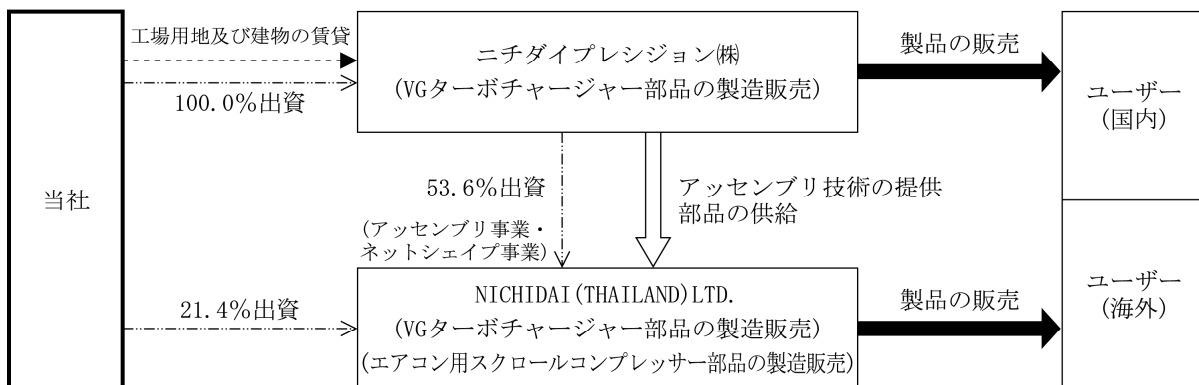 当社
工場用地及び建物の賃貸
100.0%出資
ニチダイプレシジョン㈱
(VGターボチャージャー部品の製造販売)
製品の販売
ユーザー
(国内)
53.6%出資
(アッセンブリ事業・
ネットシェイプ事業)
アッセンブリ技術の提供
部品の供給
21.4%出資
NICHIDAI(THAILAND)LTD.
(VGターボチャージャー部品の製造販売)
(エアコン用スクロールコンプレッサー部品の製造販売)
製品の販売
ユーザー
(海外)